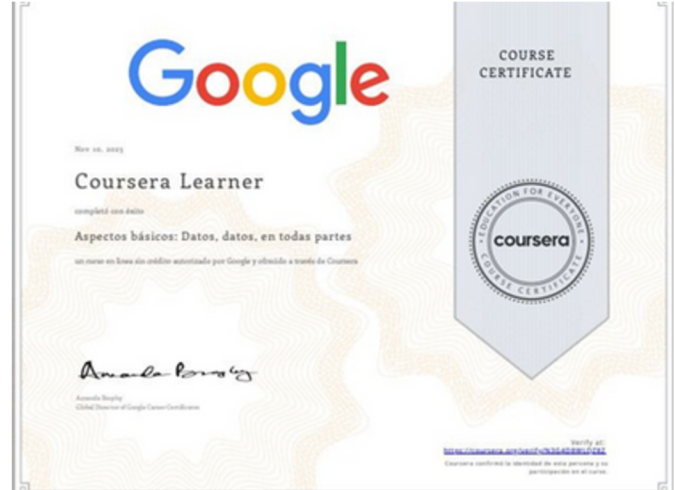 Google
COURSE
CERTIFICATE
Nov 10, 2023
Coursera Learner
completó con éxito
Aspectos básicos: Datos, datos, en todas partes
un curso en línea sin crédito autorizado por Google y ofrecido a través de Coursera
EDUCATION FOR EVERYONE
coursera
COURSE CERTIFICATE
Amanda Brophy
Global Director of Google Career Certificates
Verify at:
Coursera confirmó la identidad de esta persona y su
participación en el curso.